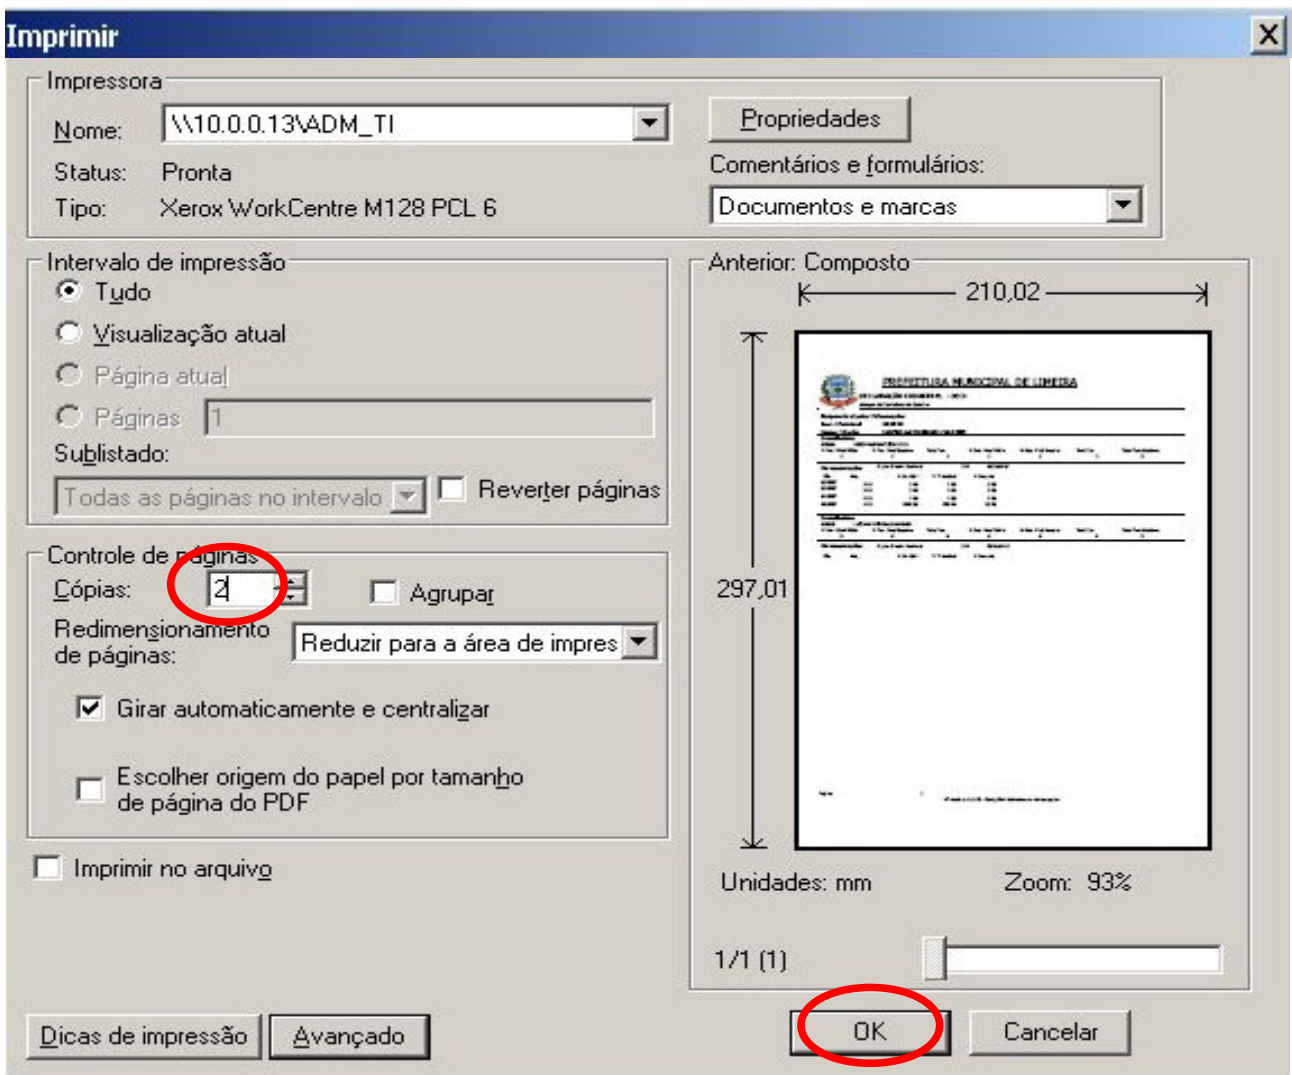 Imprimir
Impressora
Nome:
\\10.0.0.13\ADM_TI
Propriedades
Status: Pronta
Comentários e formulários:
Tipo: Xerox WorkCentre M128 PCL 6
Documentos e marcas
Intervalo de impressão
Tudo
Visualização atual
Página atual
Páginas 1
Sublistado:
Todas as páginas no intervalo
Reverter páginas
Controle de páginas
Cópias: 2
Agrupar
Redimensionamento
de páginas:
Reduzir para a área de impres
Girar automaticamente e centralizar
Escolher origem do papel por tamanho
de página do PDF
Imprimir no arquivo
Dicas de impressão
Avançado
Anterior: Composto
210,02
297,01
PREFEITURA MUNICIPAL DE LIMEIRA
Unidades: mm
Zoom: 93%
1/1 (1)
OK
Cancelar